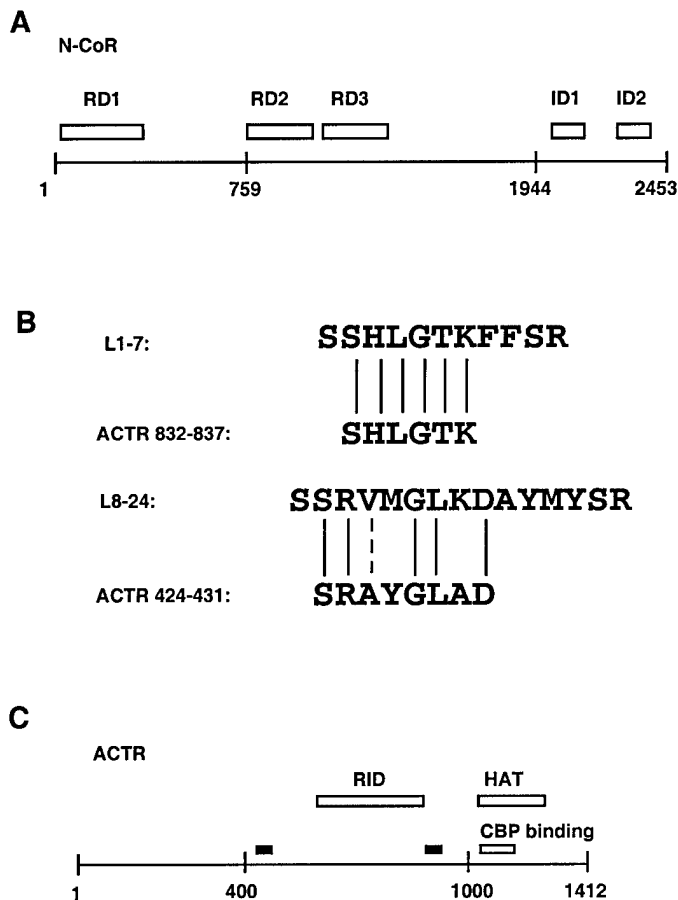 A
N-CoR
RD1 RD2 RD3 ID1 ID2
1 759 1944 2453
B
L1-7: SSHLGTKFFSR
ACTR 832-837: SHLGTK
L8-24: SSRVMGLKDAYMYSR
ACTR 424-431: SRAYGLAD
C
ACTR
RID HAT
CBP binding
1 400 1000 1412